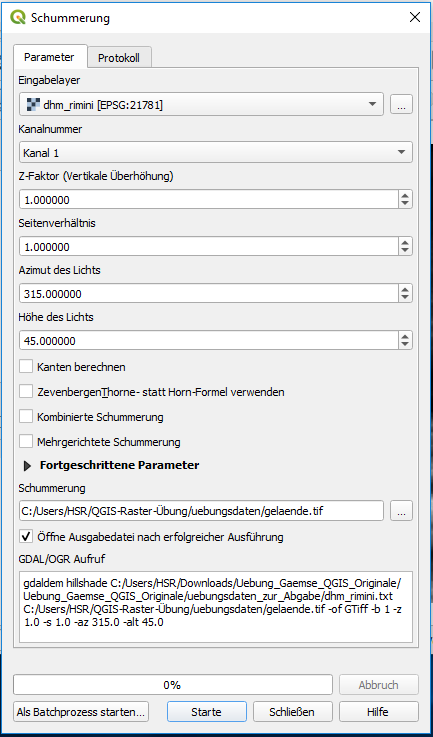 Schummerung
Parameter
Protokoll
Eingabelayer
dhm_rimini [EPSG:21781]
...
Kanalnummer
Kanal 1
Z-Faktor (Vertikale Überhöhung)
1.000000
Seitenverhältnis
1.000000
Azimut des Lichts
315.000000
Höhe des Lichts
45.000000
Kanten berechnen
ZevenbergenThorne- statt Horn-Formel verwenden
Kombinierte Schummerung
Mehrgerichtete Schummerung
Fortgeschrittene Parameter
Schummerung
C:/Users/HSR/QGIS-Raster-Übung/uebungsdaten/gelaende.tif
...
Öffne Ausgabedatei nach erfolgreicher Ausführung
GDAL/OGR Aufruf
gdaldem hillshade C:/Users/HSR/Downloads/Uebung_Gaemse_QGIS_Originale/
Uebung_Gaemse_QGIS_Originale/uebungsdaten_zur_Abgabe/dhm_rimini.txt
C:/Users/HSR/QGIS-Raster-Übung/uebungsdaten/gelaende.tif -of GTiff -b 1 -z
1.0 -s 1.0 -az 315.0 -alt 45.0
0%
Abbruch
Als Batchprozess starten...
Starte
Schließen
Hilfe